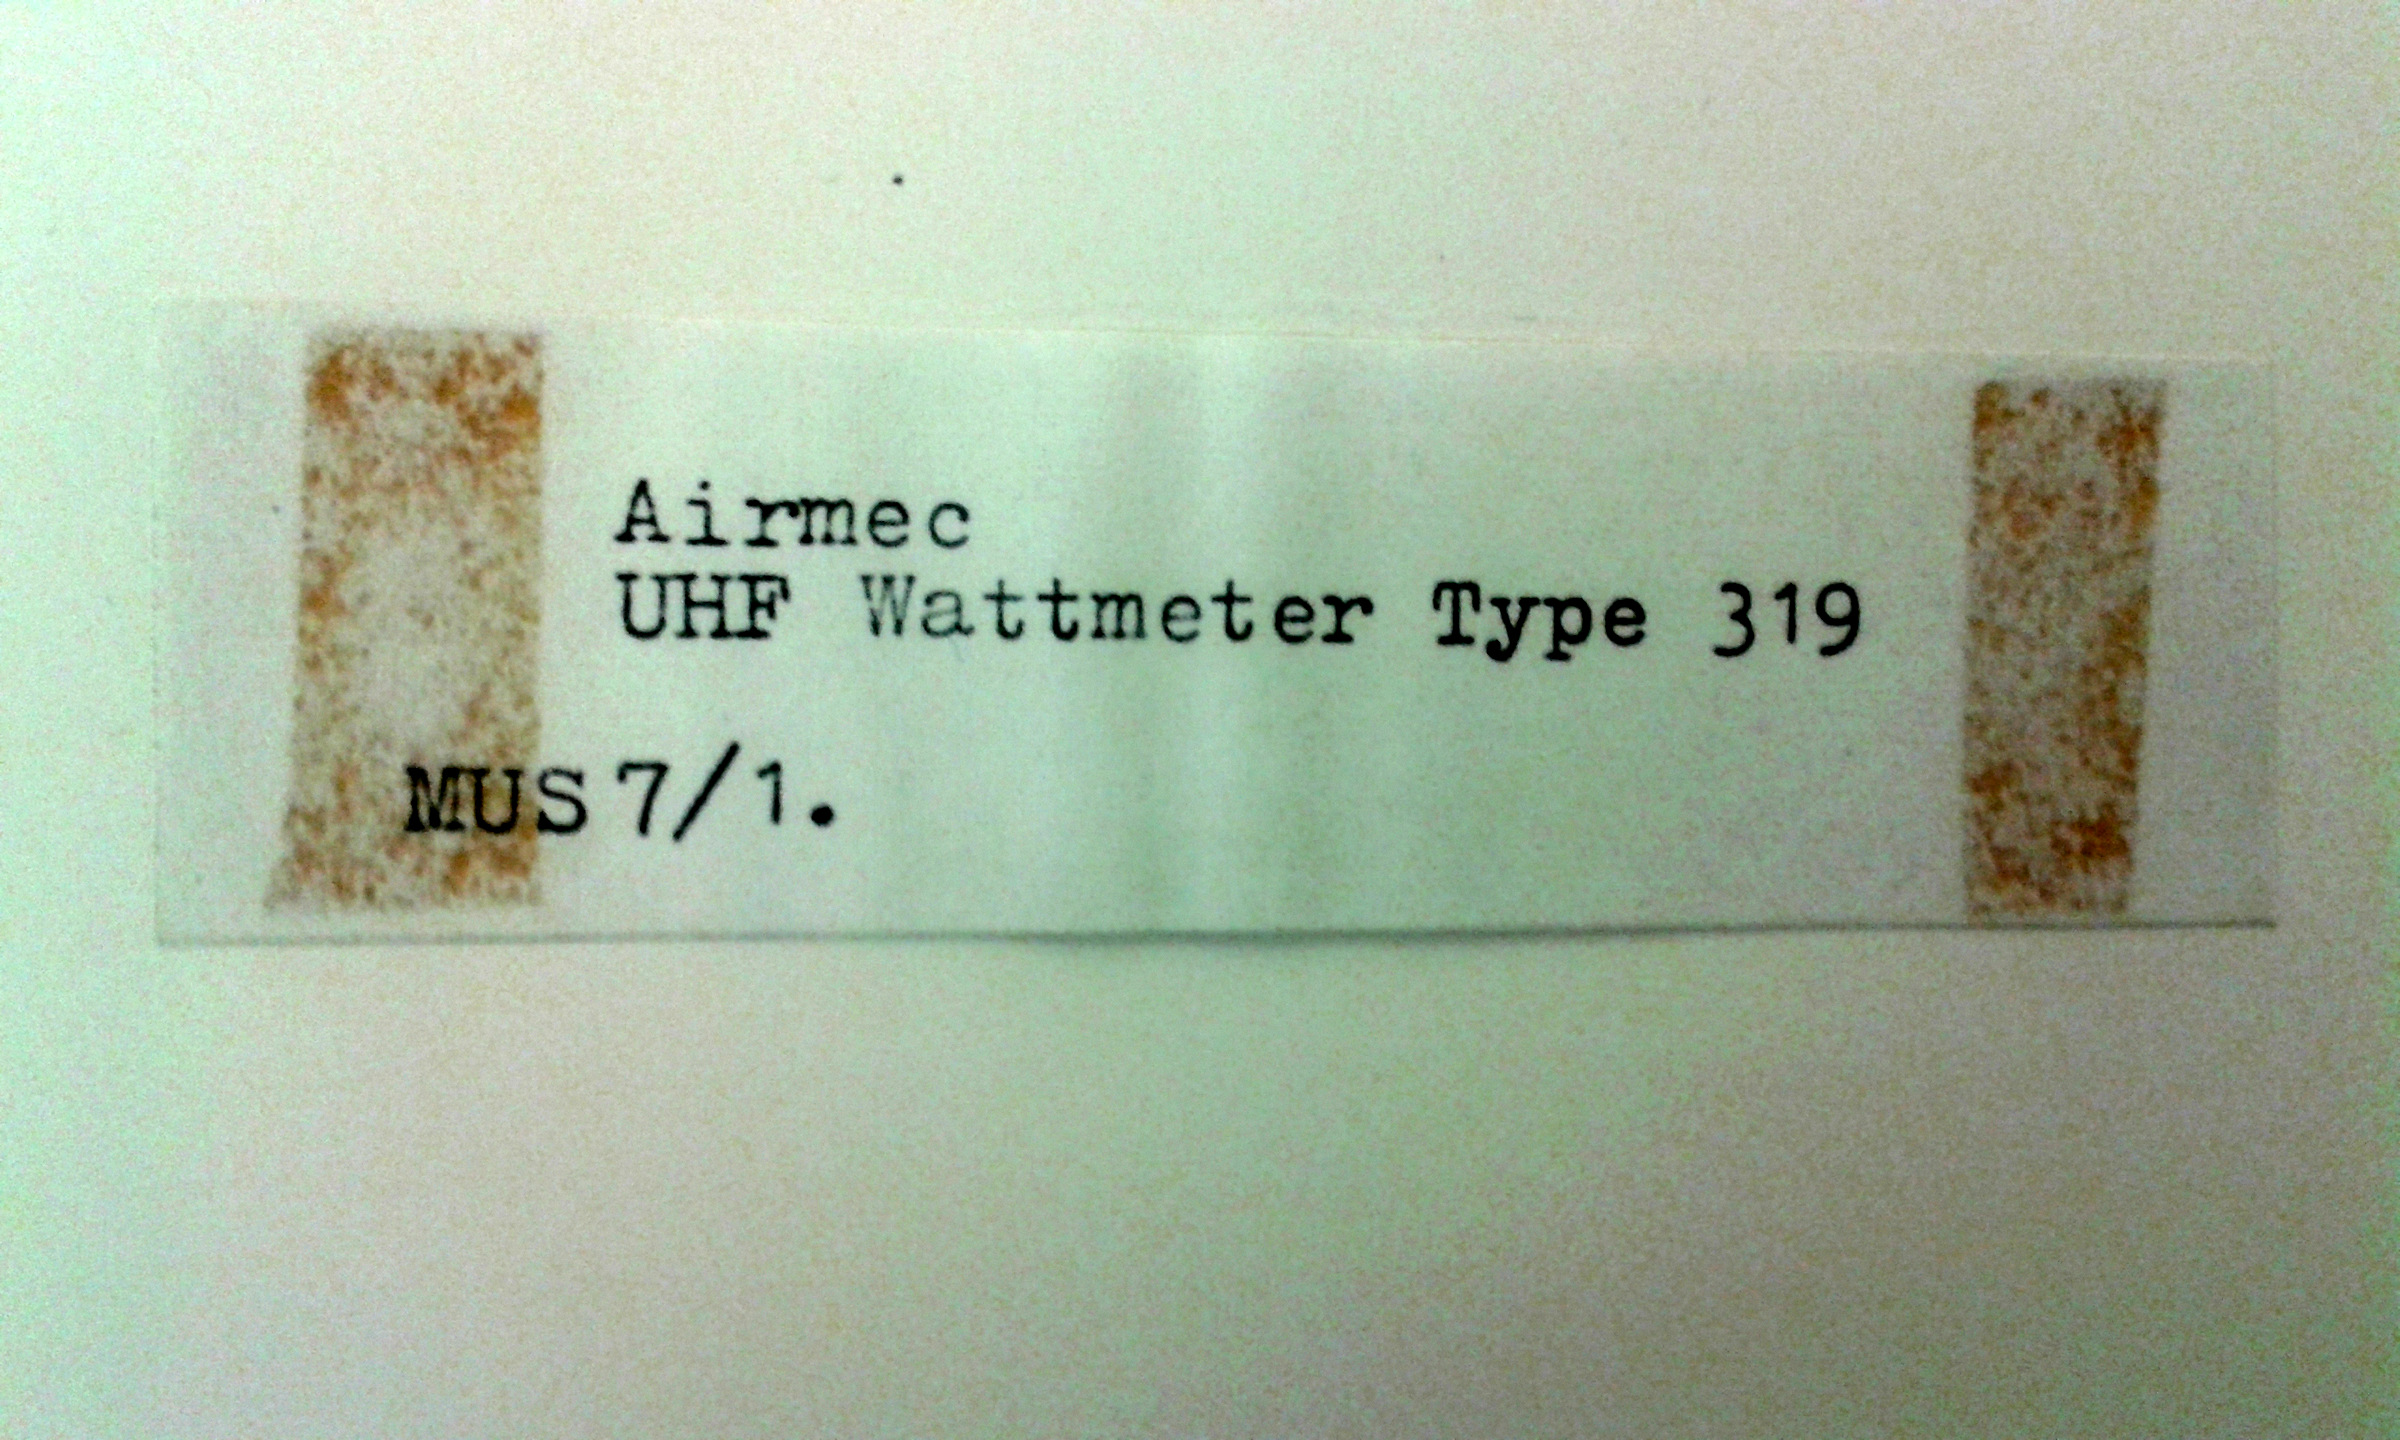 Airmec
UHF Wattmeter Type 319
MUS 7/1.